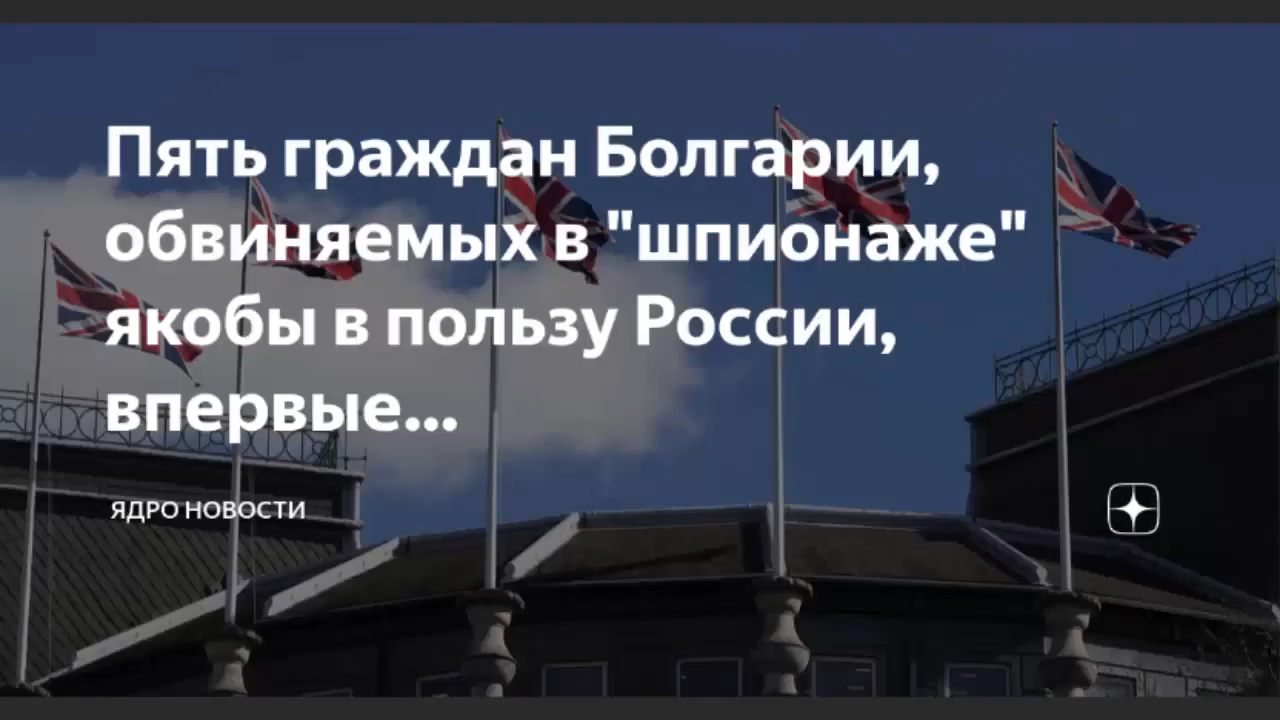 Пять граждан Болгарии,
обвиняемых в "шпионаже"
якобы в пользу России,
впервые...
ЯДРО НОВОСТИ